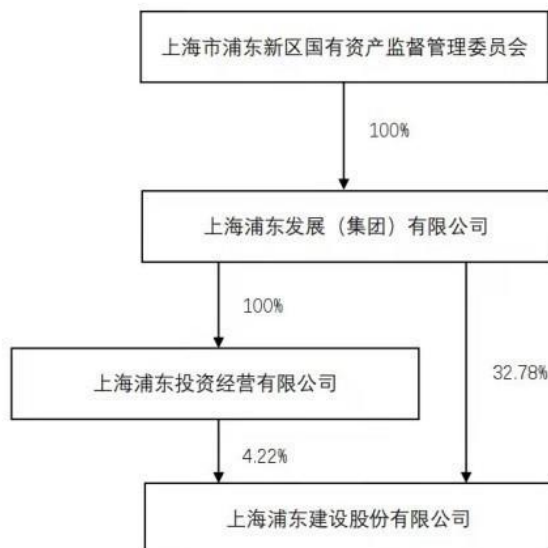 上海市浦东新区国有资产监督管理委员会
100%
上海浦东发展（集团）有限公司
100%
32.78%
上海浦东投资经营有限公司
4.22%
上海浦东建设股份有限公司